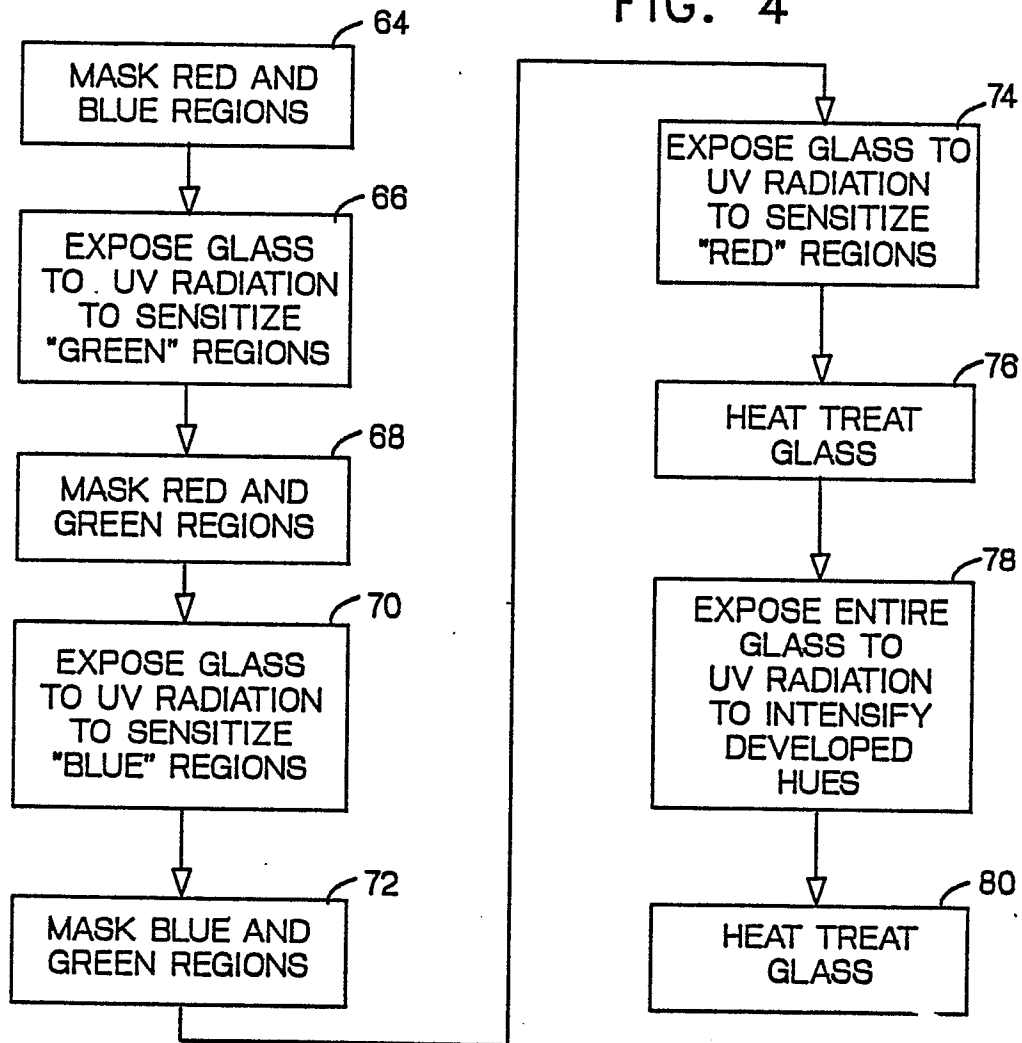 FIG. 4
64
MASK RED AND
BLUE REGIONS
66
EXPOSE GLASS
TO UV RADIATION
TO SENSITIZE
"GREEN" REGIONS
68
MASK RED AND
GREEN REGIONS
70
EXPOSE GLASS
TO UV RADIATION
TO SENSITIZE
"BLUE" REGIONS
72
MASK BLUE AND
GREEN REGIONS
74
EXPOSE GLASS TO
UV RADIATION
TO SENSITIZE
"RED" REGIONS
76
HEAT TREAT
GLASS
78
EXPOSE ENTIRE
GLASS TO
UV RADIATION
TO INTENSIFY
DEVELOPED
HUES
80
HEAT TREAT
GLASS